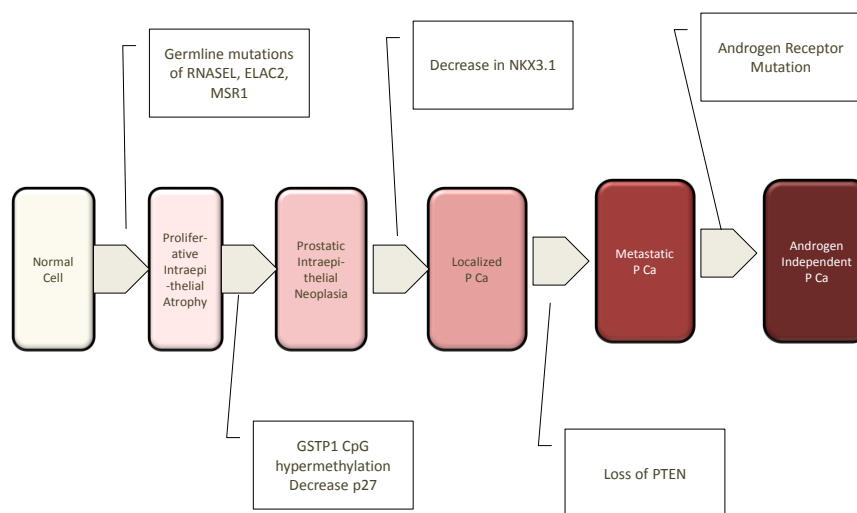 Germline mutations
of RNASEL, ELAC2,
MSR1
Decrease in NKX3.1
Androgen Receptor
Mutation
Normal
Cell
Prolifer-
ative
Intraepi
-thelial
Atrophy
Prostatic
Intraepi-
thelial
Neoplasia
Localized
P Ca
Metastatic
P Ca
Androgen
Independent
P Ca
GSTP1 CpG
hypermethylation
Decrease p27
Loss of PTEN